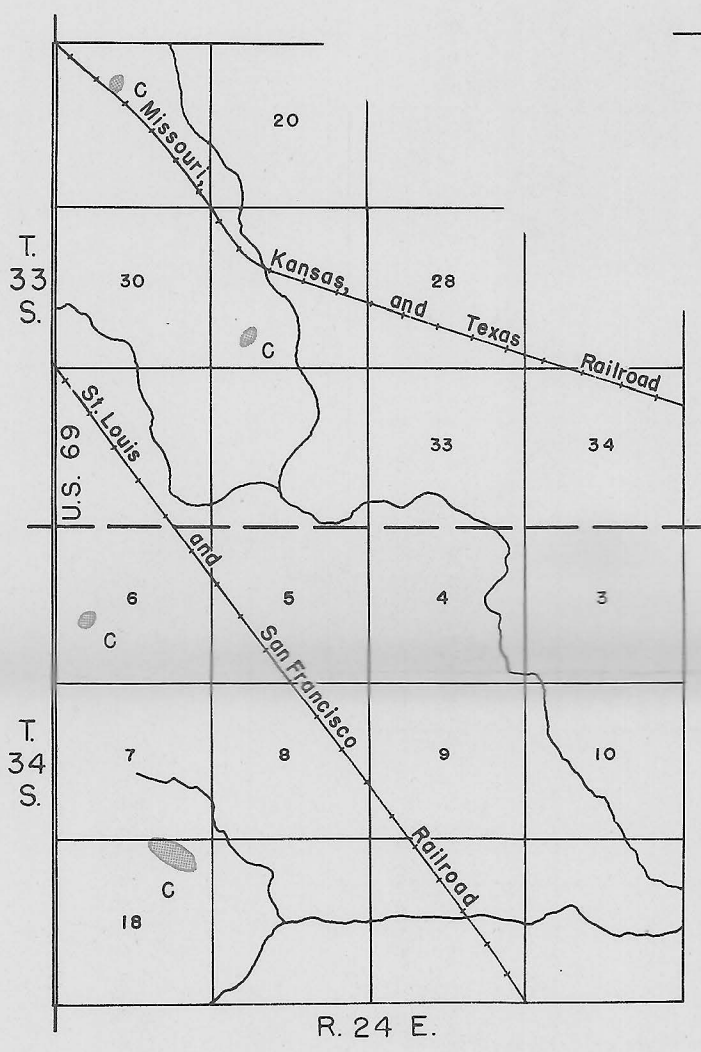 C
Missouri,
20
T.
33
S.
30
Kansas,
28
and
Texas
Railroad
C
St. Louis
U.S. 69
33
34
and
6
5
4
3
C
San Francisco
T.
34
S.
7
8
9
10
Railroad
C
18
R. 24 E.